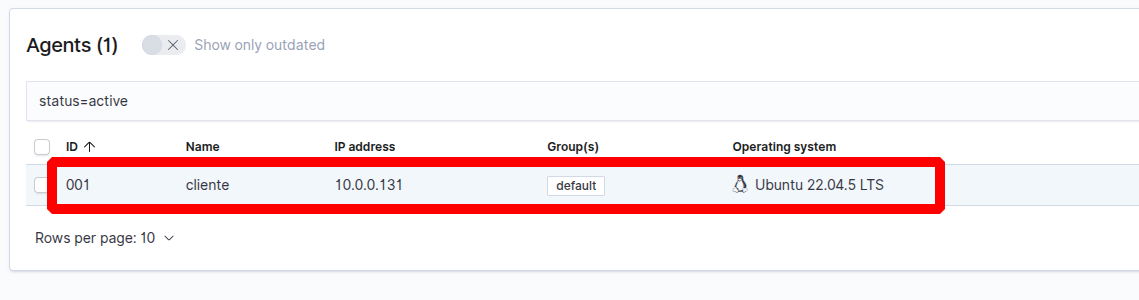 Agents (1) Show only outdated
status=active
ID Name IP address Group(s) Operating system
001 cliente 10.0.0.131 default Ubuntu 22.04.5 LTS
Rows per page: 10